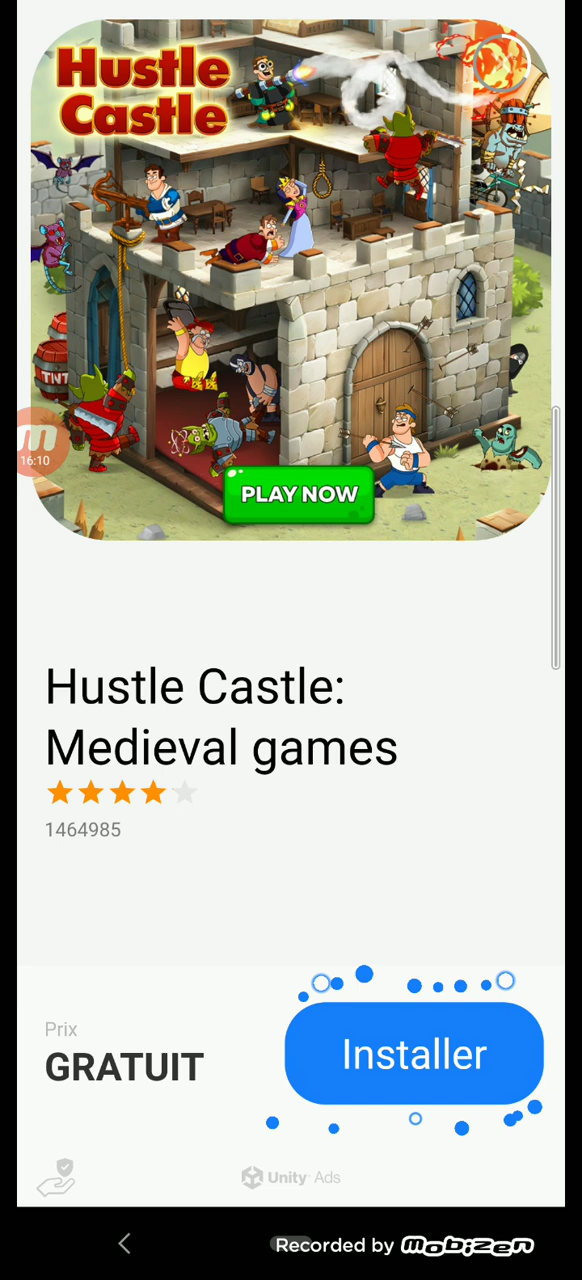 Hustle
Castle
TNT
16:10
PLAY NOW
Hustle Castle:
Medieval games
1464985
Prix
GRATUIT
Installer
Unity Ads
Recorded by mobizen